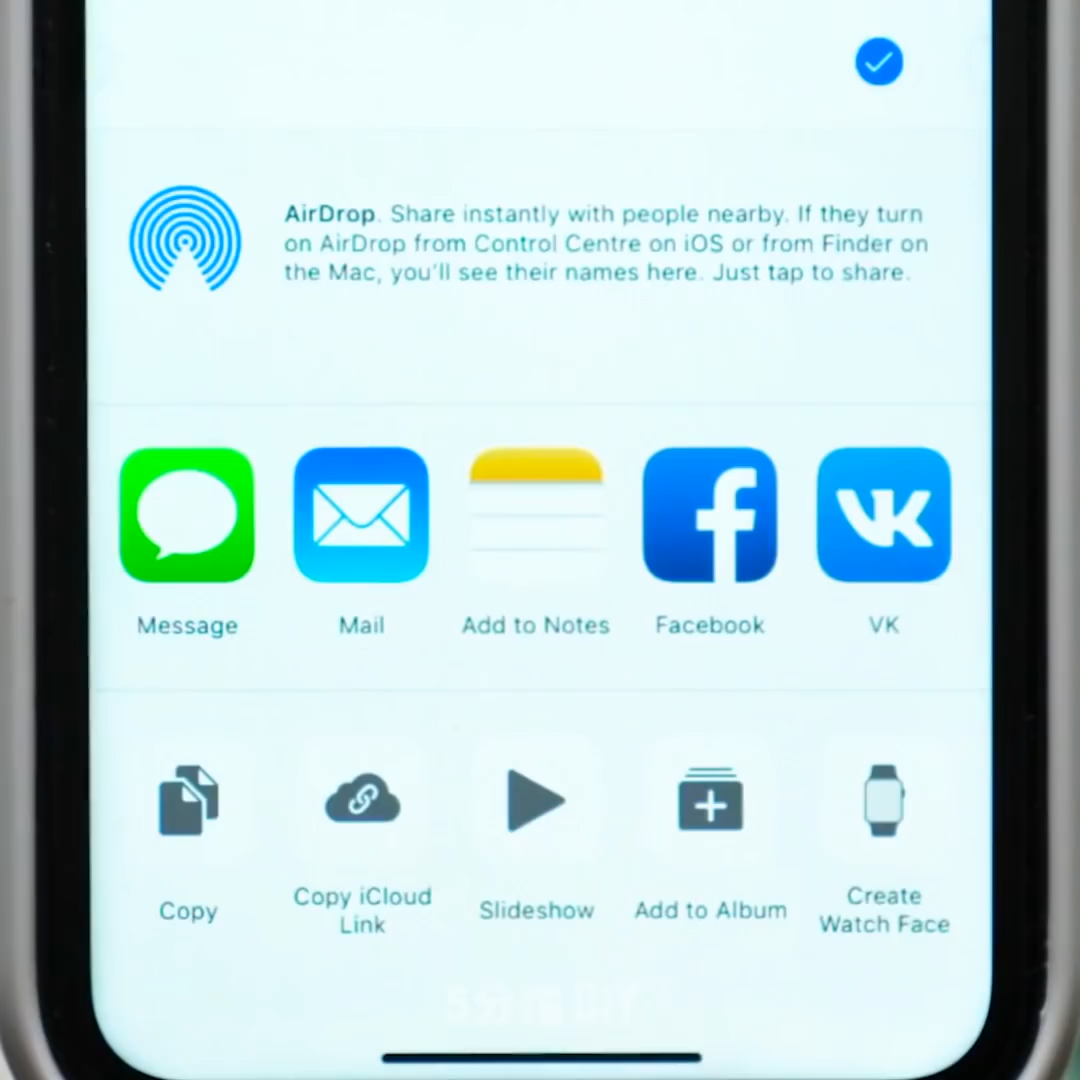 AirDrop. Share instantly with people nearby. If they turn
on AirDrop from Control Centre on iOS or from Finder on
the Mac, you'll see their names here. Just tap to share.
Message
Mail
Add to Notes
Facebook
VK
Copy
Copy iCloud
Link
Slideshow
Add to Album
Create
Watch Face